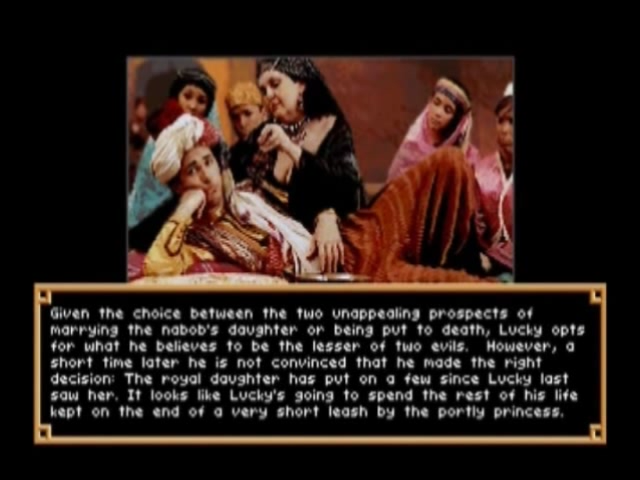 Given the choice between the two unappealing prospects of
marrying the nabob's daughter or being put to death, Lucky opts
for what he believes to be the lesser of two evils. However, a
short time later he is not convinced that he made the right
decision: The royal daughter has put on a few since Lucky last
saw her. It looks like Lucky's going to spend the rest of his life
kept on the end of a very short leash by the portly princess.